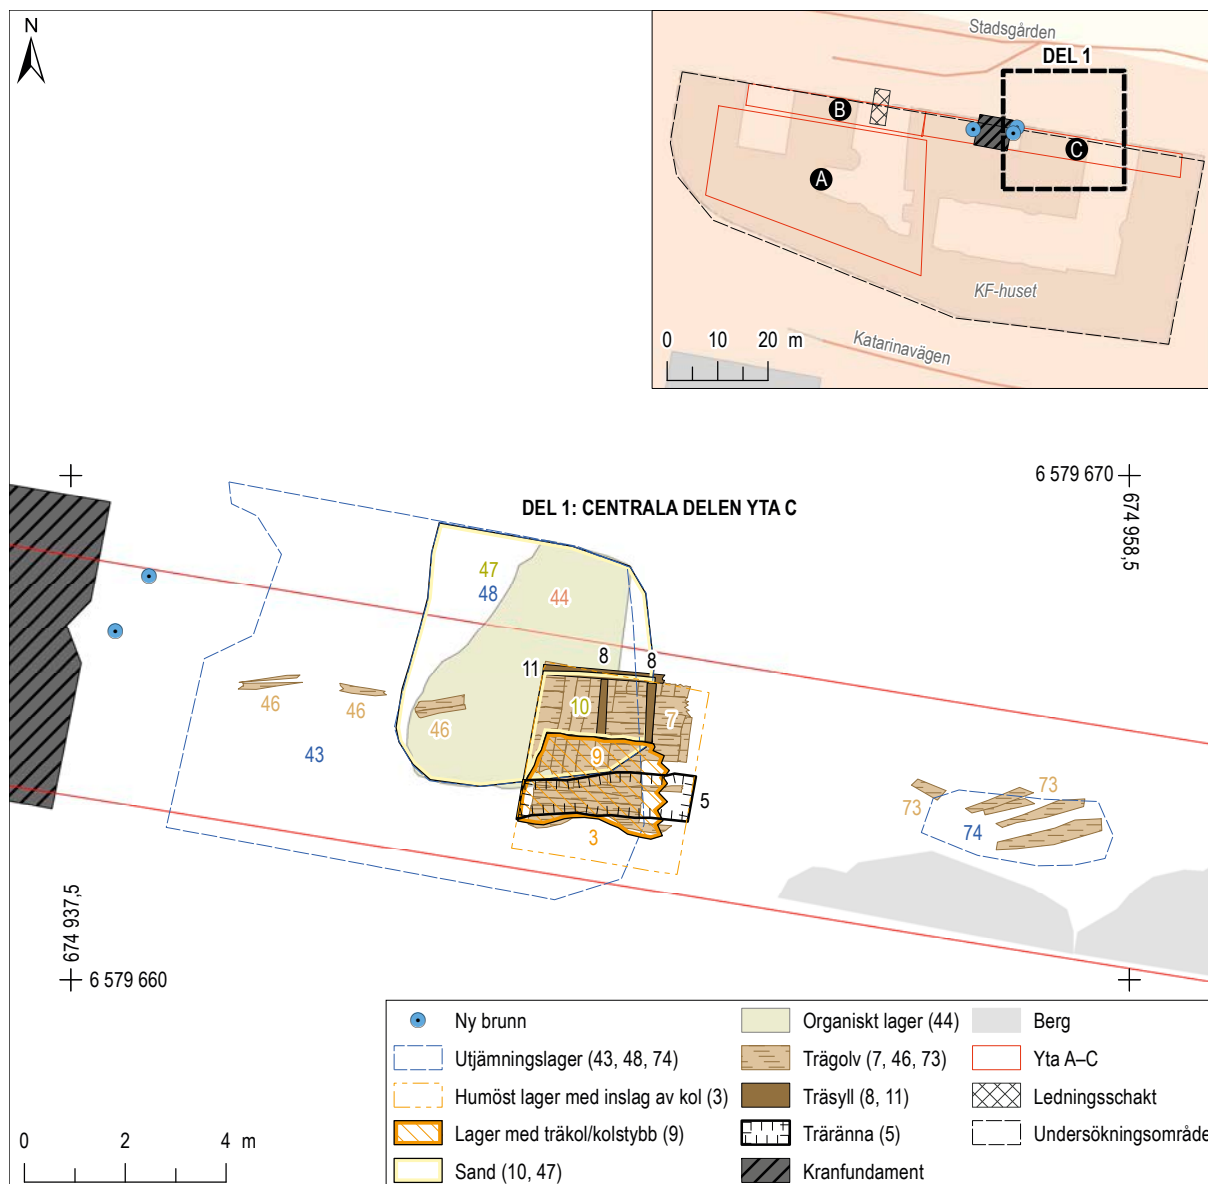 N
Stadsgården
DEL 1
B
C
A
KF-huset
0 10 20 m
Katarinavägen
6 579 670
674 958,5
DEL 1: CENTRALA DELEN YTA C
47
48
44
8
8
11
46
46
46
10
7
43
9
5
3
73
73
74
674 937,5
6 579 660
Ny brunn
Utjämningslager (43, 48, 74)
Humöst lager med inslag av kol (3)
Lager med träkol/kolstybb (9)
Sand (10, 47)
Organiskt lager (44)
Trägolv (7, 46, 73)
Träsyll (8, 11)
Träränna (5)
Kranfundament
Berg
Yta A–C
Ledningsschakt
Undersökningsområde
0 2 4 m